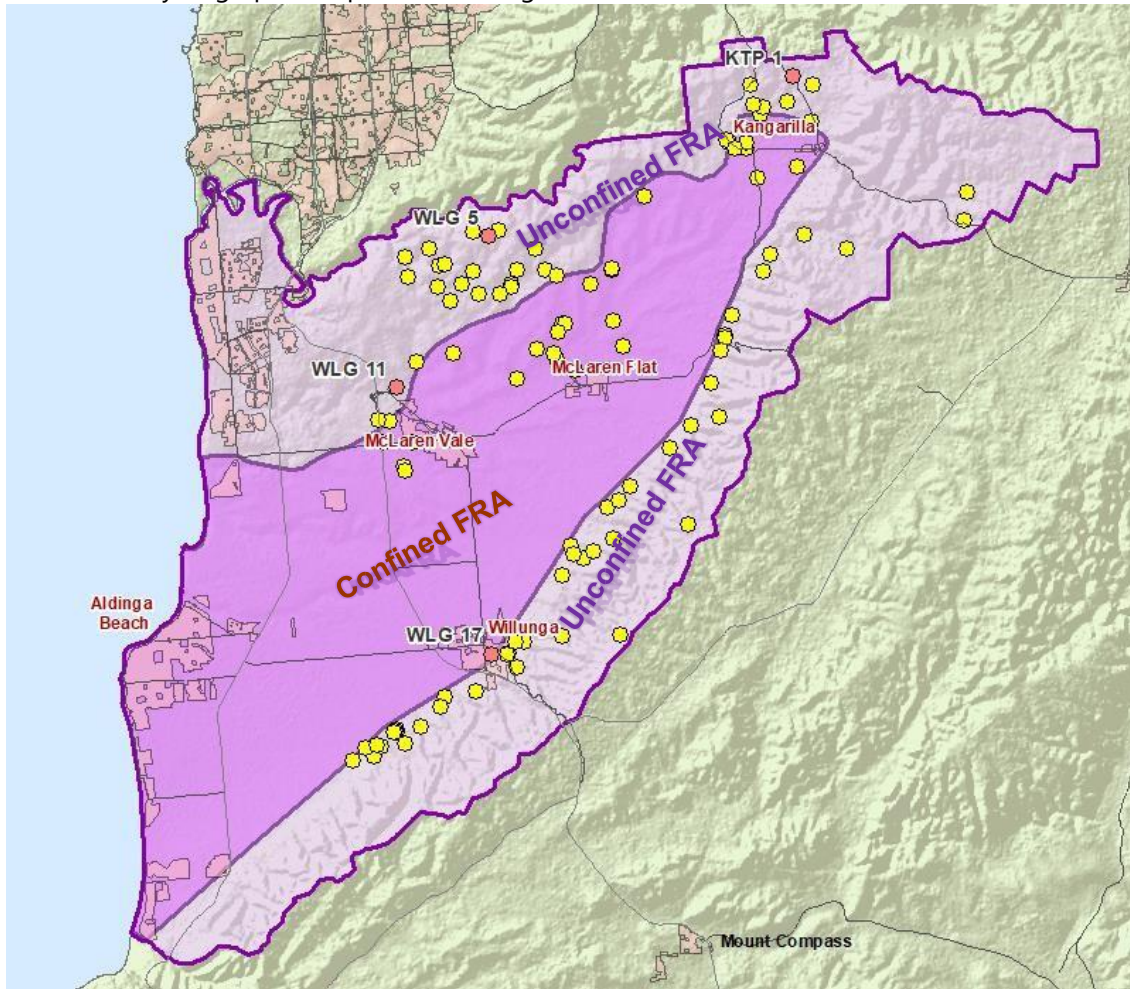 KTP 1
Kangarilla
Unconfined FRA
WLG 5
WLG 11
McLaren Flat
McLaren Vale
Confined FRA
Unconfined FRA
Aldinga
Beach
WLG 17
Willunga
Mount Compass